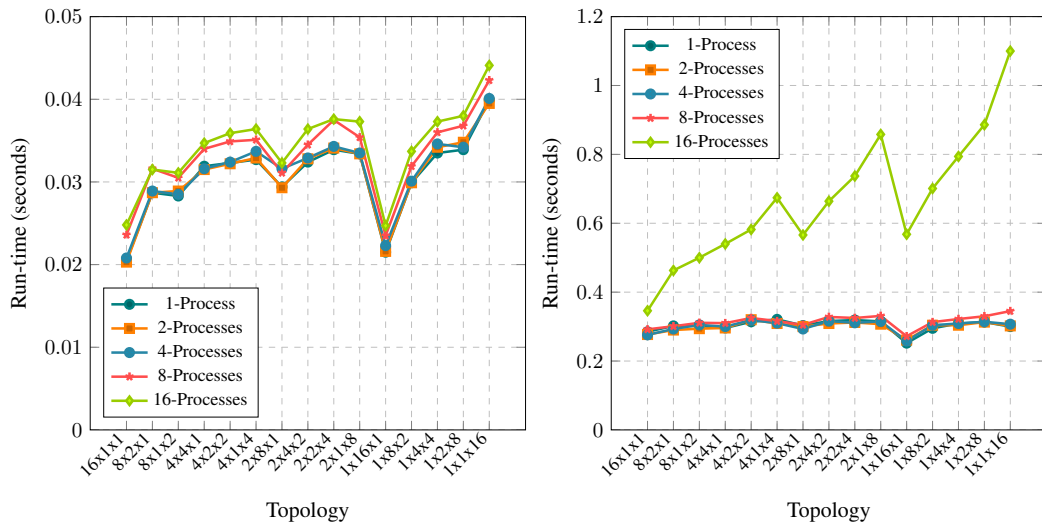 0.05
0.04
0.03
0.02
0.01
0
Run-time (seconds)
1-Process
2-Processes
4-Processes
8-Processes
16-Processes
16x1x1
8x2x1
8x1x2
4x4x1
4x2x2
4x1x4
2x8x1
2x4x2
2x2x4
2x1x8
1x16x1
1x8x2
1x4x4
1x2x8
1x1x16
Topology
1.2
1
0.8
0.6
0.4
0.2
0
Run-time (seconds)
1-Process
2-Processes
4-Processes
8-Processes
16-Processes
16x1x1
8x2x1
8x1x2
4x4x1
4x2x2
4x1x4
2x8x1
2x4x2
2x2x4
2x1x8
1x16x1
1x8x2
1x4x4
1x2x8
1x1x16
Topology